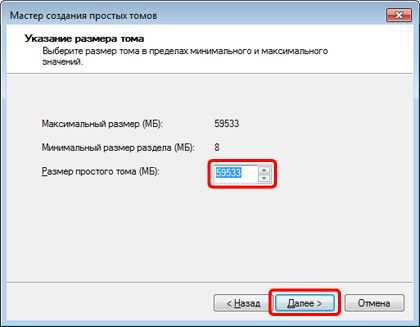 Мастер создания простых томов
Указание размера тома
Выберите размер тома в пределах минимального и максимального
значений.
Максимальный размер (МБ): 59533
Минимальный размер раздела (МБ): 8
Размер простого тома (МБ): 59533
< Назад Далее > Отмена